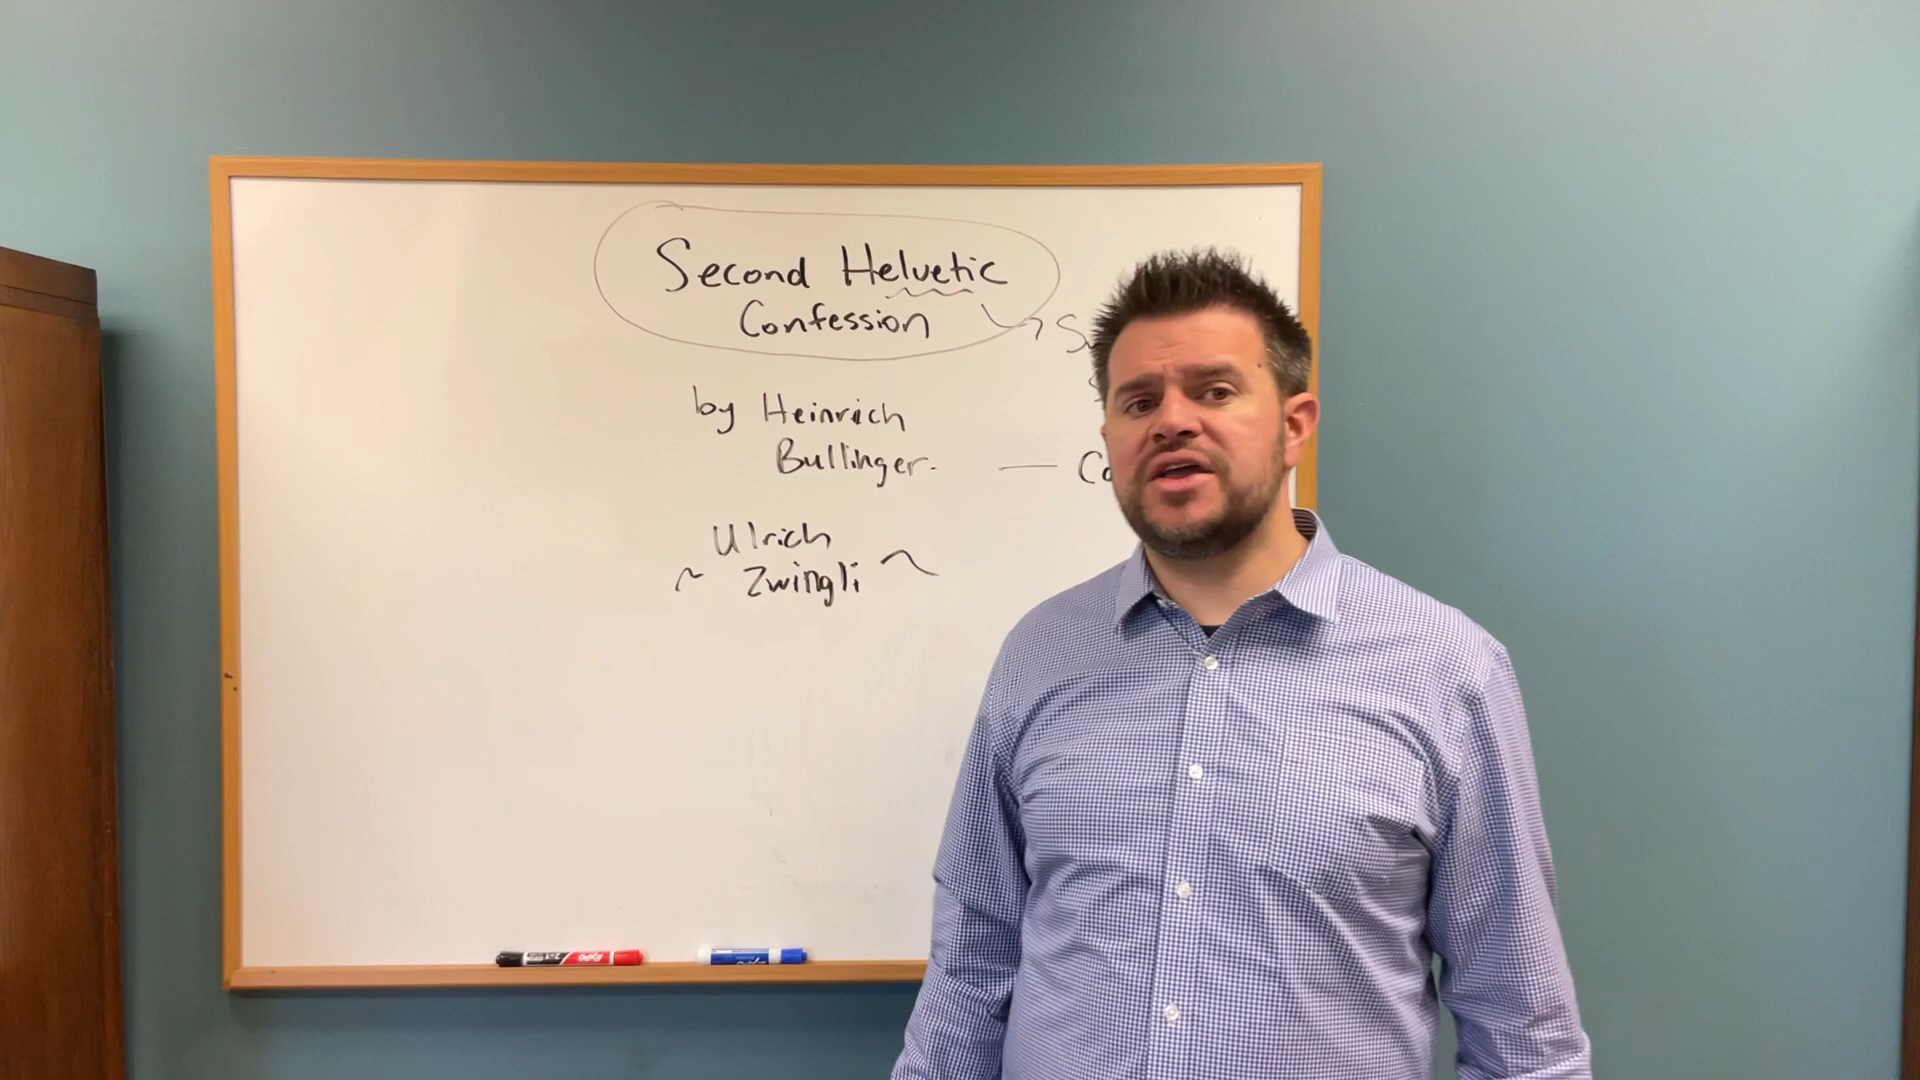 Second Helvetic
Confession
by Heinrich
Bullinger.
Ulrich
~ Zwingli ~